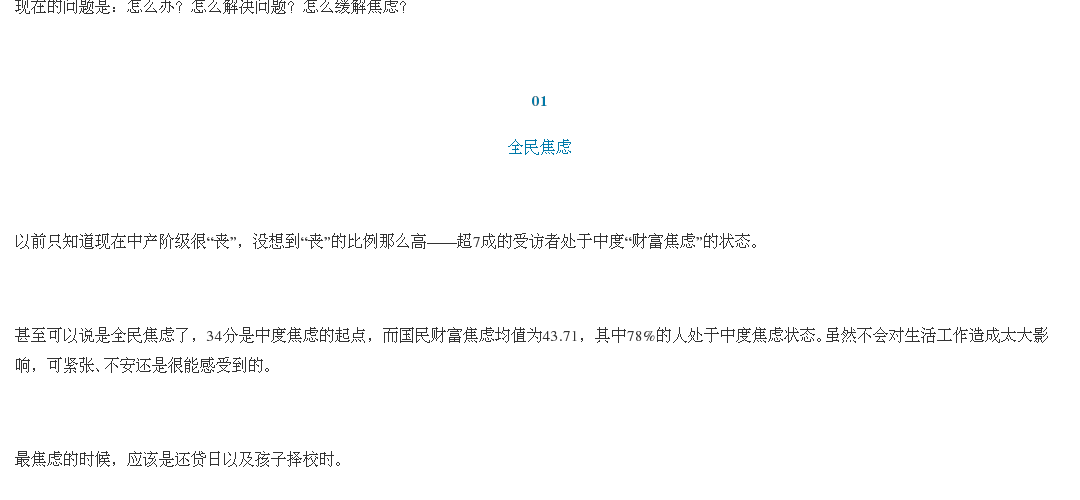 现在的问题是：怎么办？怎么解决问题？怎么缓解焦虑？
01
全民焦虑
以前只知道现在中产阶级很“丧”，没想到“丧”的比例那么高——超7成的受访者处于中度“财富焦虑”的状态。
甚至可以说是全民焦虑了，34分是中度焦虑的起点，而国民财富焦虑均值为43.71，其中78%的人处于中度焦虑状态。虽然不会对生活工作造成太大影
响，可紧张、不安还是很能感受到的。
最焦虑的时候，应该是还贷日以及孩子择校时。